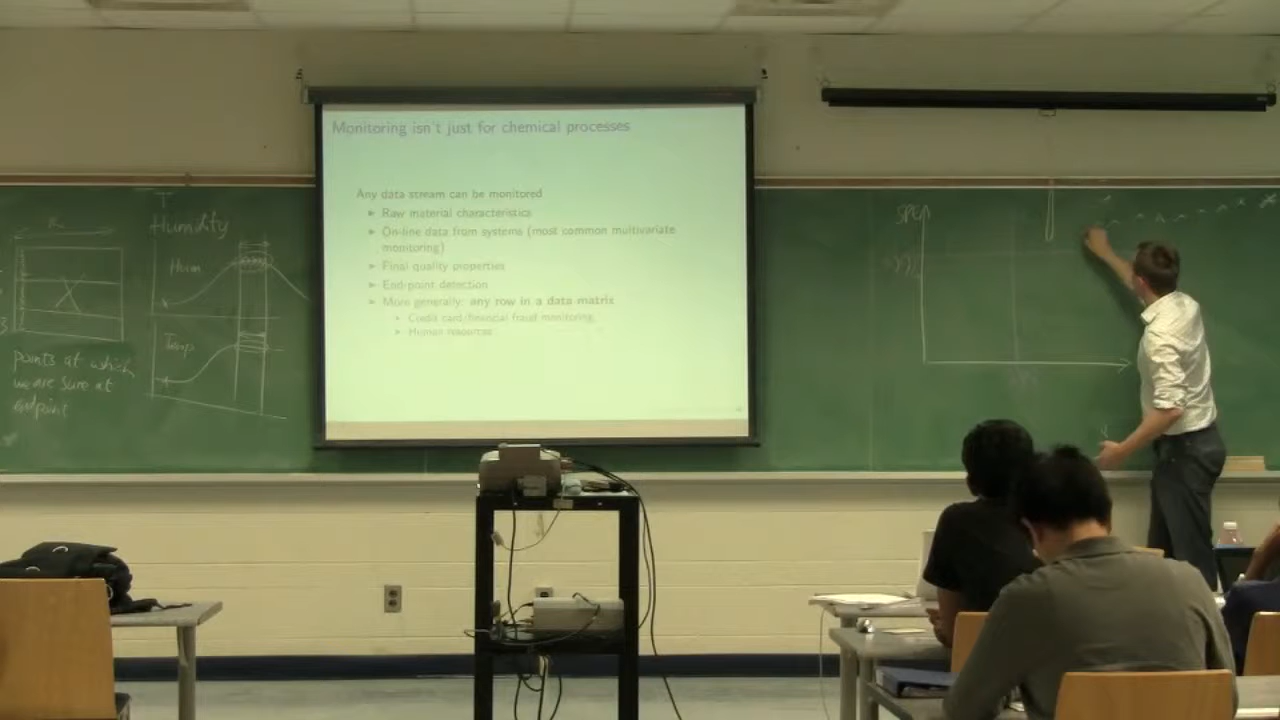 Monitoring isn't just for chemical processes
Any data stream can be monitored
► Raw material characteristics
► On-line data from systems (most common multivariate
monitoring)
► Final quality properties
► End-point detection
► More generally: any row in a data matrix
► Credit card/financial fraud monitoring
► Human resources
Humidity
Hum
Temp
points at which
we are sure at
endpoint
SPE